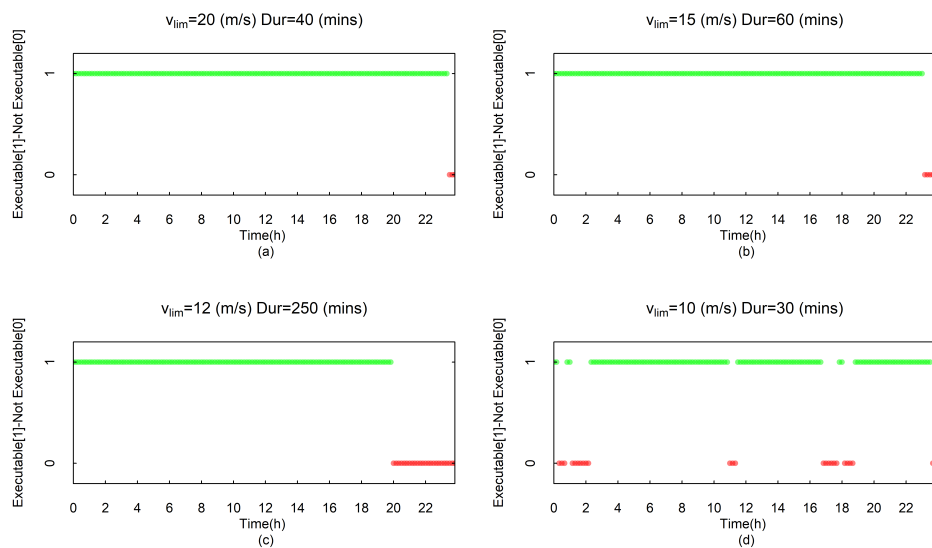 v_lim=20 (m/s) Dur=40 (mins)
Executable[1]-Not Executable[0]
1
0
0 2 4 6 8 10 12 14 16 18 20 22
Time(h)
(a)
v_lim=15 (m/s) Dur=60 (mins)
Executable[1]-Not Executable[0]
1
0
0 2 4 6 8 10 12 14 16 18 20 22
Time(h)
(b)
v_lim=12 (m/s) Dur=250 (mins)
Executable[1]-Not Executable[0]
1
0
0 2 4 6 8 10 12 14 16 18 20 22
Time(h)
(c)
v_lim=10 (m/s) Dur=30 (mins)
Executable[1]-Not Executable[0]
1
0
0 2 4 6 8 10 12 14 16 18 20 22
Time(h)
(d)